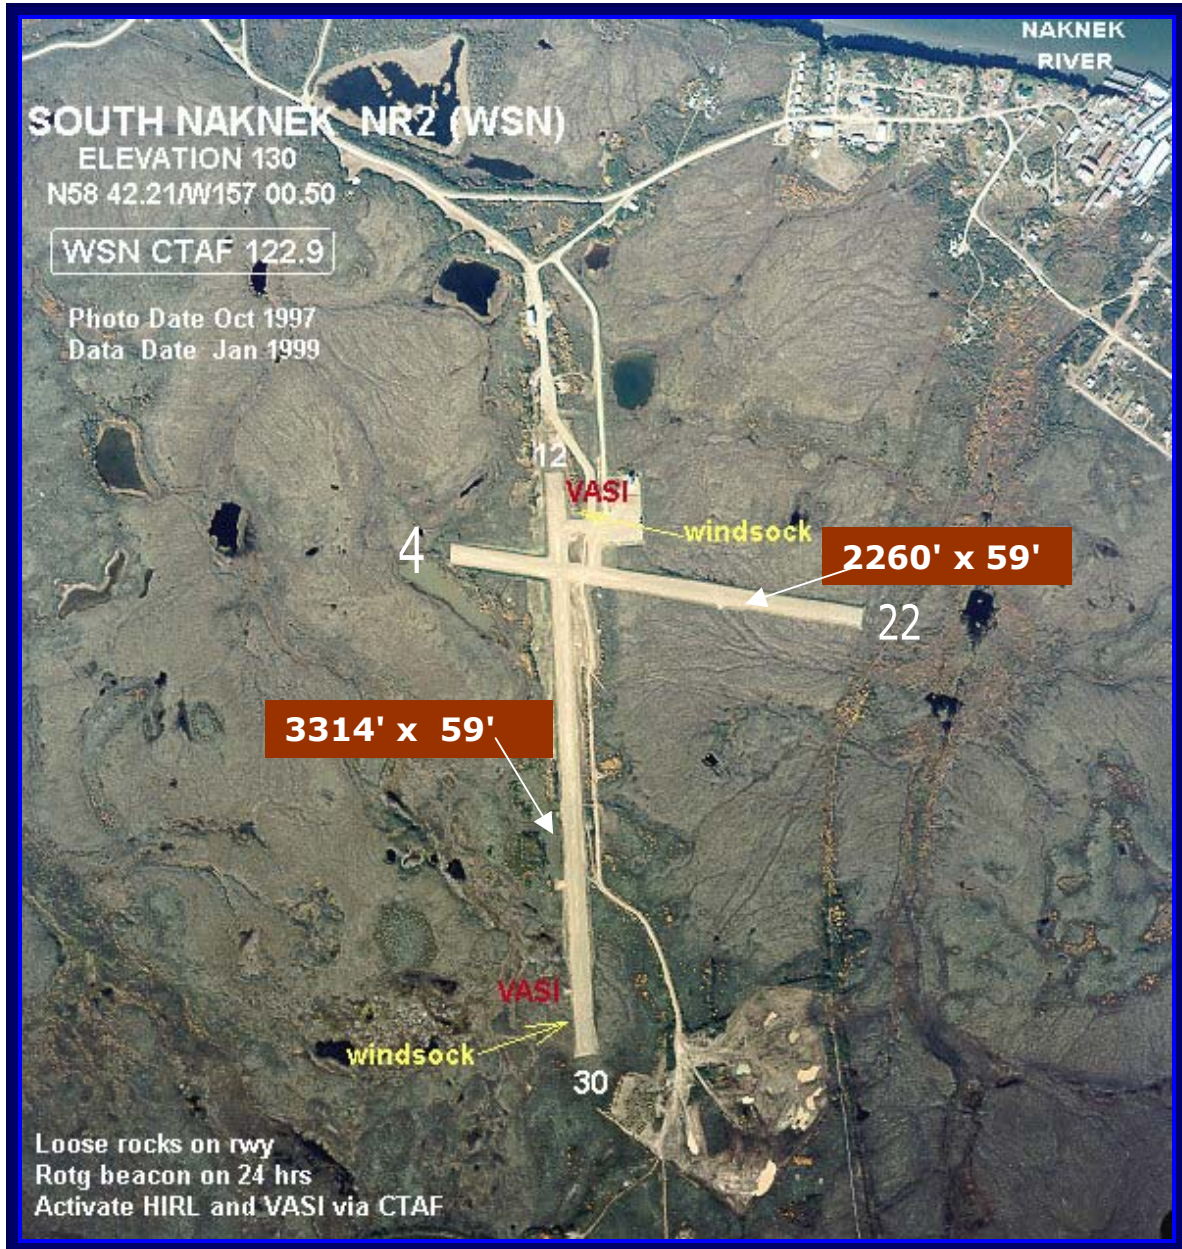 NAKNEK
RIVER
SOUTH NAKNEK NR2 (WSN)
ELEVATION 130
N58 42.21/W157 00.50
WSN CTAF 122.9
Photo Date Oct 1997
Data Date Jan 1999
12
VASI
windsock
4
2260' x 59'
22
3314' x 59'
VASI
windsock
30
Loose rocks on rwy
Rotg beacon on 24 hrs
Activate HIRL and VASI via CTAF